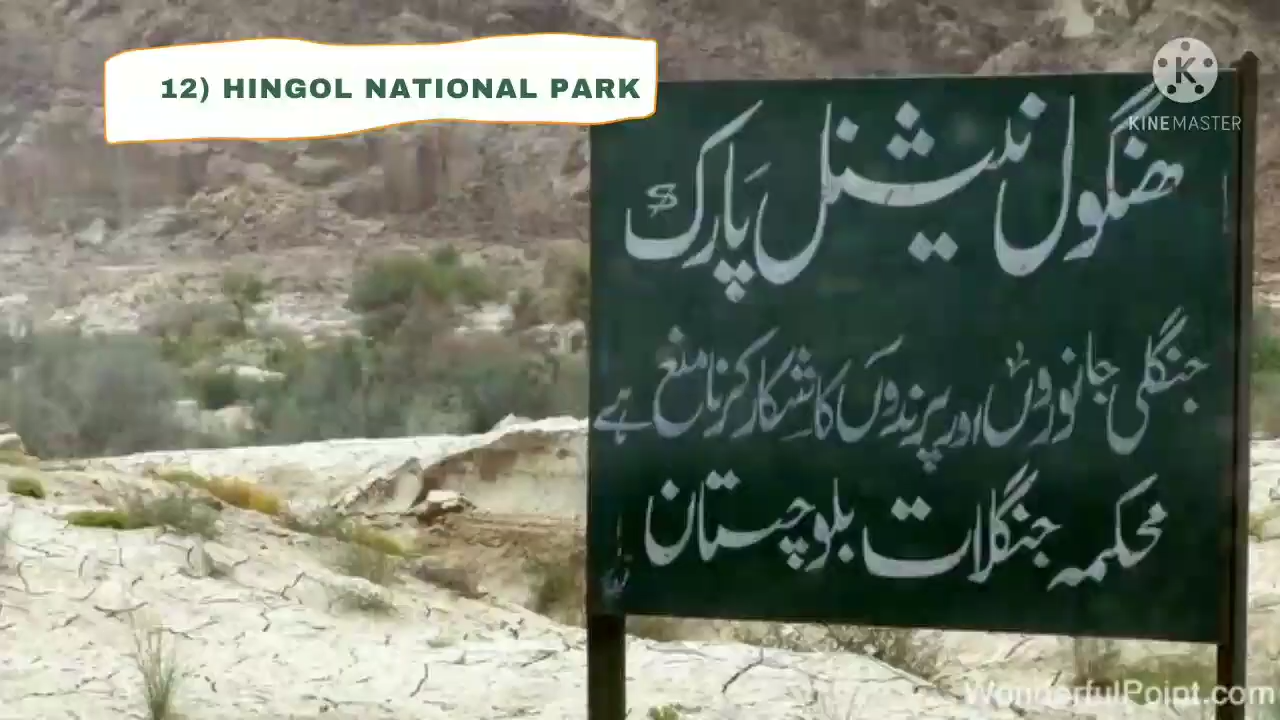 12) HINGOL NATIONAL PARK
K
KINEMASTER
ھنگول نیشنل پارک
جنگلی جانوروں اور پرندوں کا شکار کرنا منع ہے
محکمہ جنگلات بلوچستان
WonderfulPoint.com